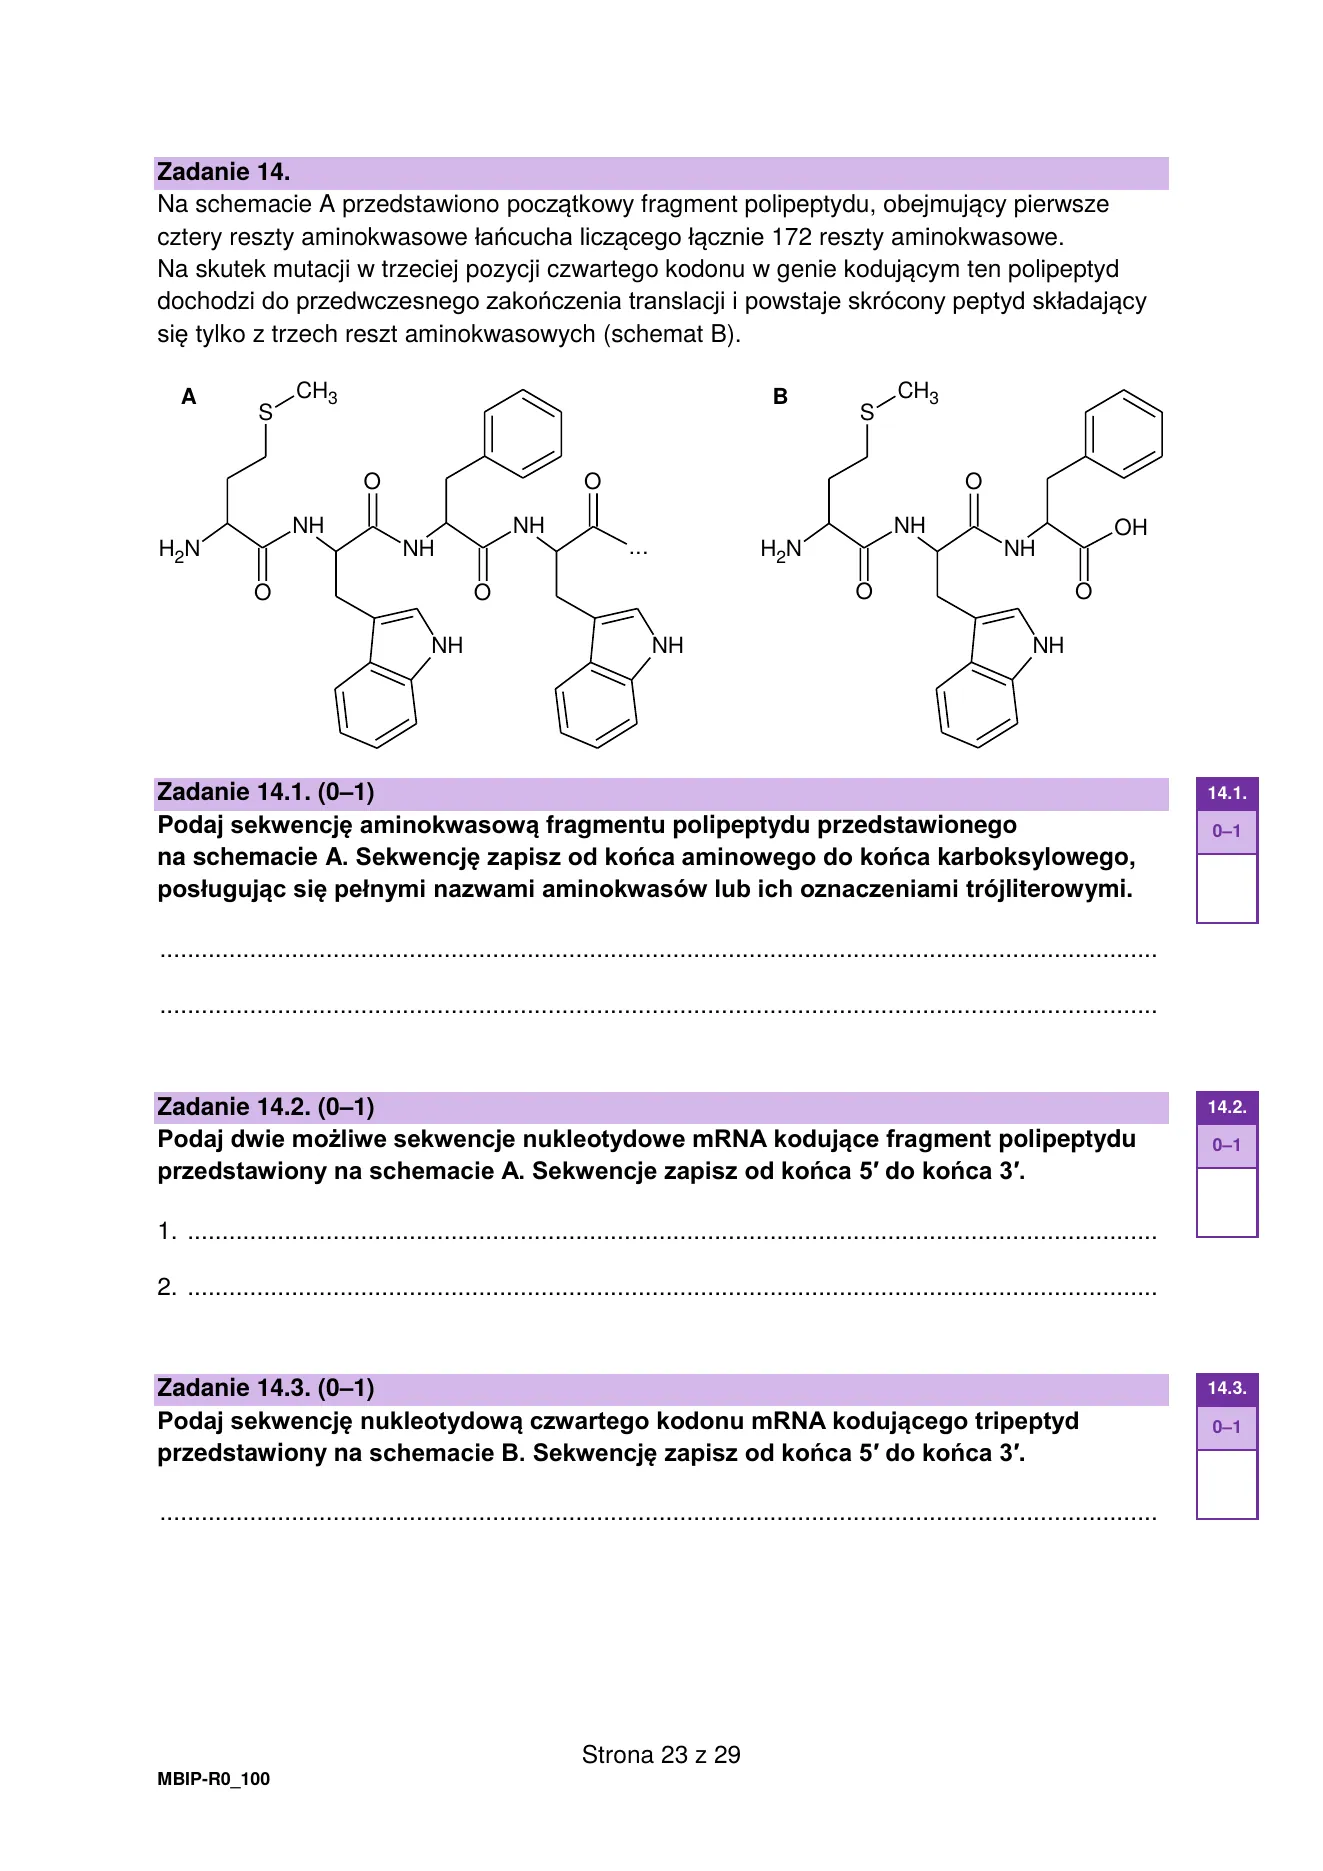 Zadanie 14.
Na schemacie A przedstawiono początkowy fragment polipeptydu, obejmujący pierwsze
cztery reszty aminokwasowe łańcucha liczącego łącznie 172 reszty aminokwasowe.
Na skutek mutacji w trzeciej pozycji czwartego kodonu w genie kodującym ten polipeptyd
dochodzi do przedwczesnego zakończenia translacji i powstaje skrócony peptyd składający
się tylko z trzech reszt aminokwasowych (schemat B).
A
S
CH3
O
O
NH
NH
H2N
NH
...
O
O
NH
NH
B
S
CH3
O
NH
OH
H2N
NH
O
O
NH
Zadanie 14.1. (0–1)
14.1.
0–1
Podaj sekwencję aminokwasową fragmentu polipeptydu przedstawionego
na schemacie A. Sekwencję zapisz od końca aminowego do końca karboksylowego,
posługując się pełnymi nazwami aminokwasów lub ich oznaczeniami trójliterowymi.
Zadanie 14.2. (0–1)
14.2.
0–1
Podaj dwie możliwe sekwencje nukleotydowe mRNA kodujące fragment polipeptydu
przedstawiony na schemacie A. Sekwencje zapisz od końca 5′ do końca 3′.
1.
2.
Zadanie 14.3. (0–1)
14.3.
0–1
Podaj sekwencję nukleotydową czwartego kodonu mRNA kodującego tripeptyd
przedstawiony na schemacie B. Sekwencję zapisz od końca 5′ do końca 3′.
Strona 23 z 29
MBIP-R0_100